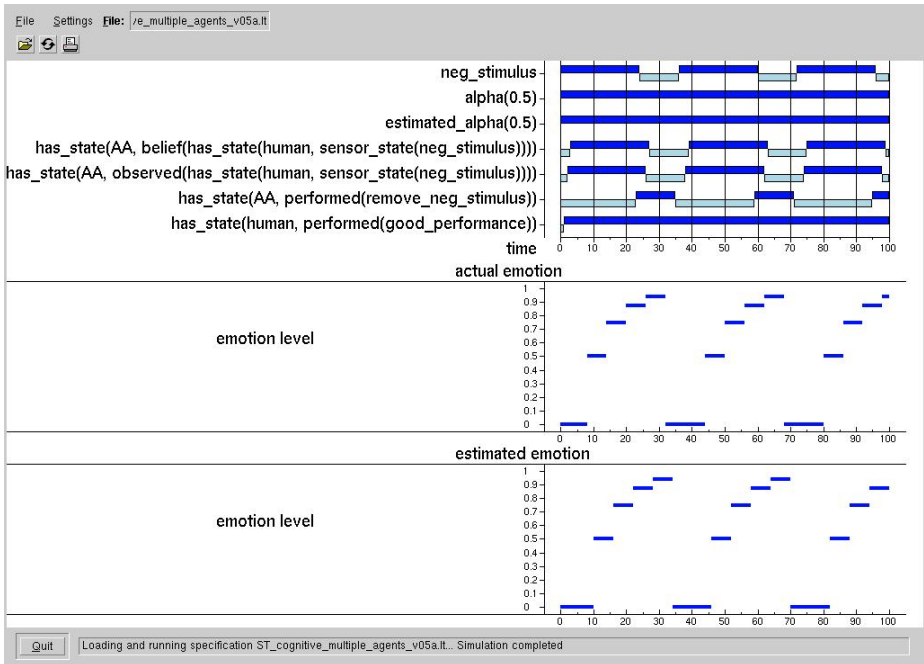 File Settings File: /e_multiple_agents_v05a.lt
neg_stimulus
alpha(0.5)
estimated_alpha(0.5)
has_state(AA, belief(has_state(human, sensor_state(neg_stimulus))))
has_state(AA, observed(has_state(human, sensor_state(neg_stimulus))))
has_state(AA, performed(remove_neg_stimulus))
has_state(human, performed(good_performance))
time 0 10 20 30 40 50 60 70 80 90 100
actual emotion
1
0.9
0.8
0.7
0.6
emotion level
0.5
0.4
0.3
0.2
0.1
0
0 10 20 30 40 50 60 70 80 90 100
estimated emotion
1
0.9
0.8
0.7
0.6
emotion level
0.5
0.4
0.3
0.2
0.1
0
0 10 20 30 40 50 60 70 80 90 100
Quit Loading and running specification ST_cognitive_multiple_agents_v05a.lt... Simulation completed